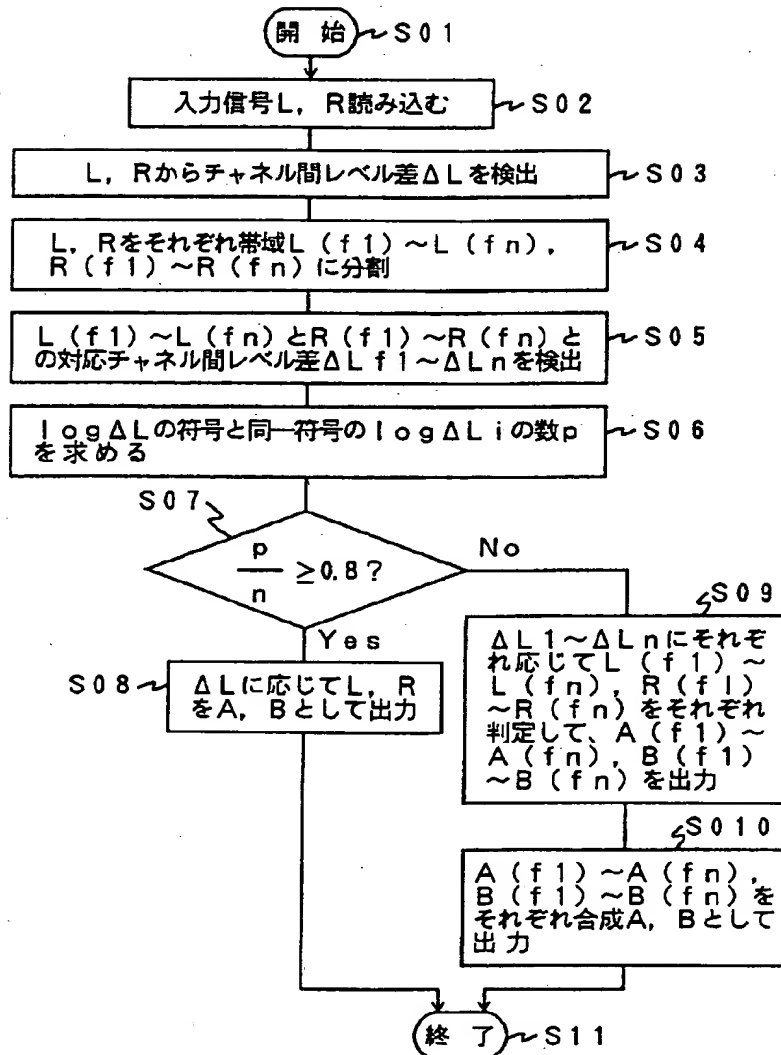 開 始 S01
入力信号L，R読み込む S02
L，Rからチャネル間レベル差ΔLを検出 S03
L，Rをそれぞれ帯域L（f1）～L（fn），
R（f1）～R（fn）に分割
S04
L（f1）～L（fn）とR（f1）～R（fn）と
の対応チャネル間レベル差ΔLf1～ΔLnを検出
S05
logΔLの符号と同一符号のlogΔLiの数p
を求める
S06
S07
p
n
≧0.8？
No
Yes
S08
ΔLに応じてL，R
をA，Bとして出力
S09
ΔL1～ΔLnにそれぞ
れ応じてL（f1）～
L（fn），R（fl）
～R（fn）をそれぞれ
判定して、A（f1）～
A（fn），B（f1）
～B（fn）を出力
S010
A（f1）～A（fn），
B（f1）～B（fn）を
それぞれ合成A，Bとして
出力
終 了 S11